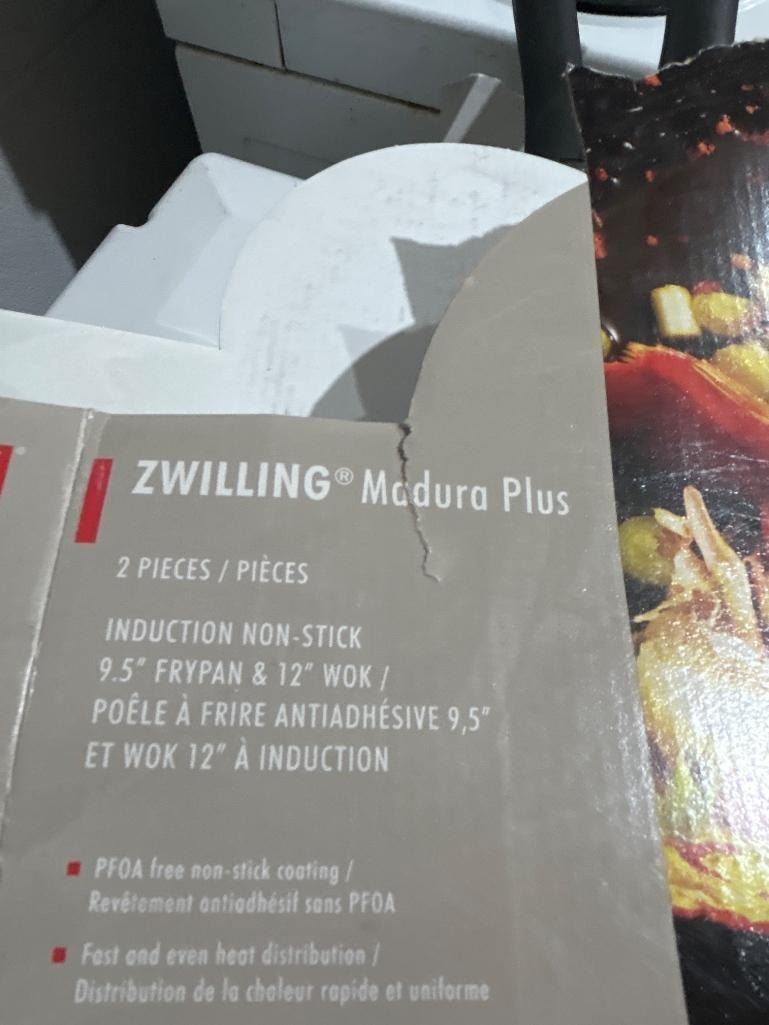 ZWILLING® Madura Plus
2 PIECES / PIÈCES
INDUCTION NON-STICK
9.5" FRYPAN & 12" WOK /
POÊLE À FRIRE ANTIADHÉSIVE 9,5"
ET WOK 12" À INDUCTION
PFOA free non-stick coating /
Revêtement antiadhésif sans PFOA
Fast and even heat distribution /
Distribution de la chaleur rapide et uniforme